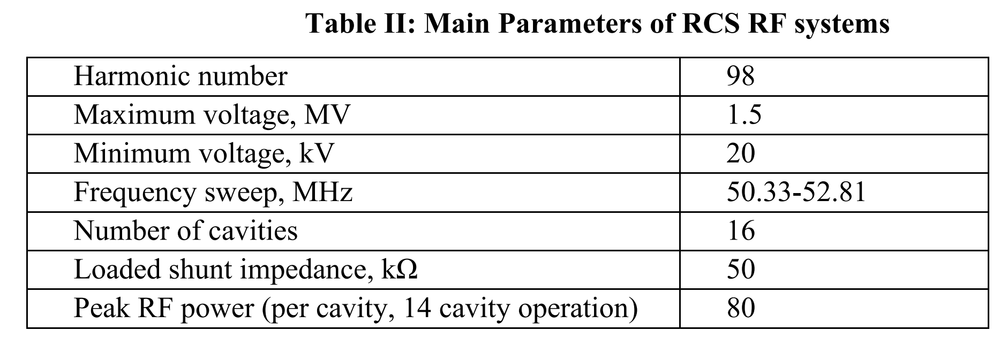 Table II: Main Parameters of RCS RF systems
Harmonic number 98
Maximum voltage, MV 1.5
Minimum voltage, kV 20
Frequency sweep, MHz 50.33-52.81
Number of cavities 16
Loaded shunt impedance, kΩ 50
Peak RF power (per cavity, 14 cavity operation) 80